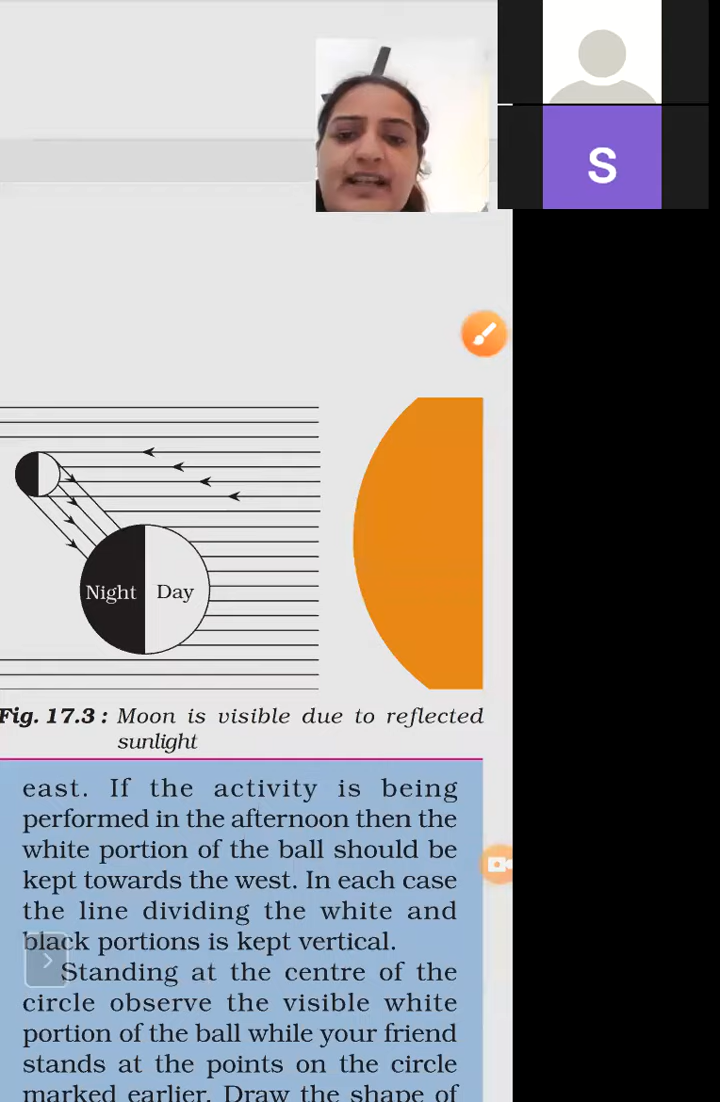 S
Night Day
Fig. 17.3 : Moon is visible due to reflected
sunlight
east. If the activity is being
performed in the afternoon then the
white portion of the ball should be
kept towards the west. In each case
the line dividing the white and
black portions is kept vertical.
Standing at the centre of the
circle observe the visible white
portion of the ball while your friend
stands at the points on the circle
marked earlier. Draw the shape of